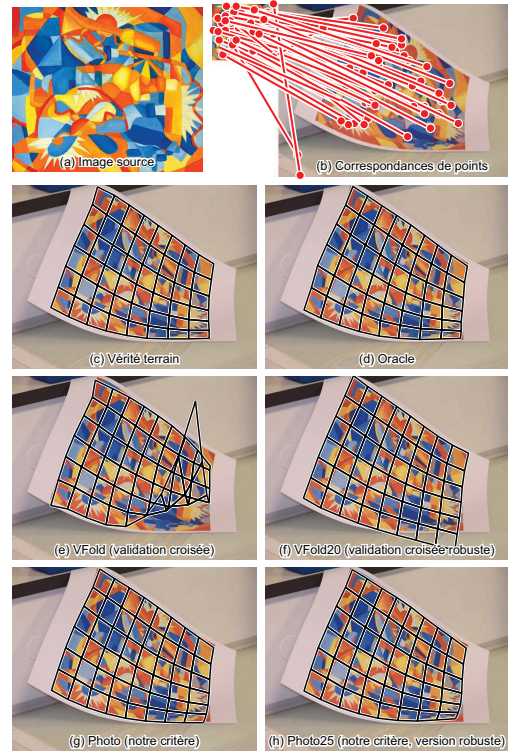 (a) Image source
(b) Correspondances de points
(c) Vérité terrain
(d) Oracle
(e) VFold (validation croisée)
(f) VFold20 (validation croisée robuste)
(g) Photo (notre critère)
(h) Photo25 (notre critère, version robuste)